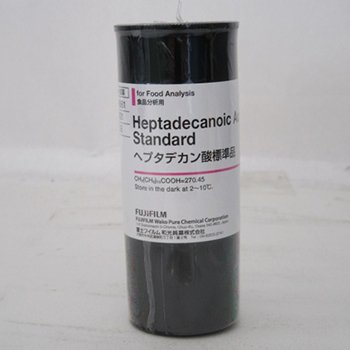 for Food Analysis
食品分析用
Heptadecanoic
Standard
ヘプタデカン酸標準品
CH₃(CH₂)₁₅COOH=270.45
Store in the dark at 2~10℃.
FUJIFILM
FUJIFILM Wako Pure Chemical Corporation
富士フイルム 和光純薬株式会社